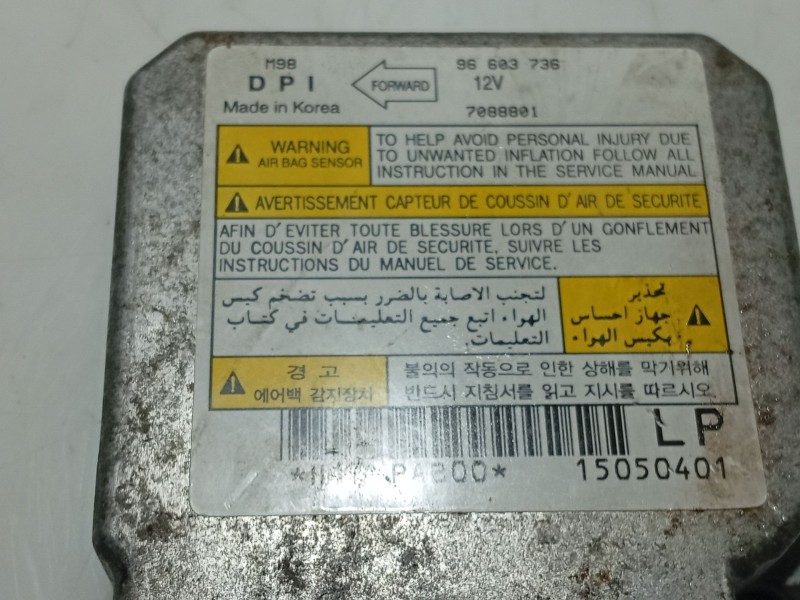 M98
DPI
FORWARD
96 603 736
12V
Made in Korea
7088801
WARNING
AIR BAG SENSOR
TO HELP AVOID PERSONAL INJURY DUE
TO UNWANTED INFLATION FOLLOW ALL
INSTRUCTION IN THE SERVICE MANUAL
AVERTISSEMENT CAPTEUR DE COUSSIN D'AIR DE SECURITE
AFIN D'EVITER TOUTE BLESSURE LORS D'UN GONFLEMENT
DU COUSSIN D'AIR DE SECURITE, SUIVRE LES
INSTRUCTIONS DU MANUEL DE SERVICE.
تحذير
جهاز احساس
بكيس الهواء
لتجنب الاصابة بالضرر بسبب تضخم كيس
الهواء اتبع جميع التعليمات في كتاب
التعليمات.
경 고
에어백 감지장치
불의의 작동으로 인한 상해를 막기위해
반드시 지침서를 읽고 지시를 따르시오.
LP
15050401